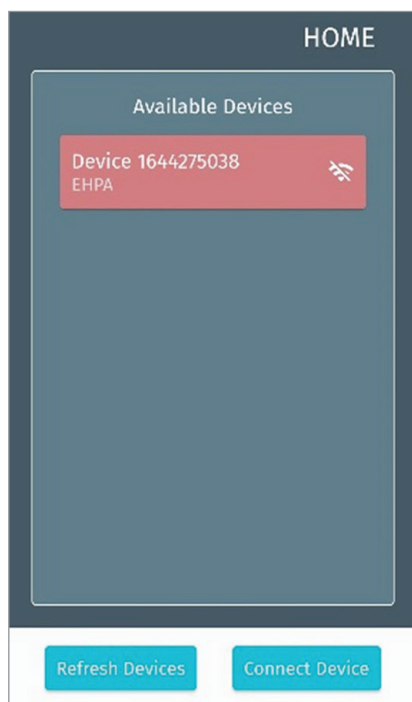 HOME
Available Devices
Device 1644275038
EHPA
Refresh Devices
Connect Device